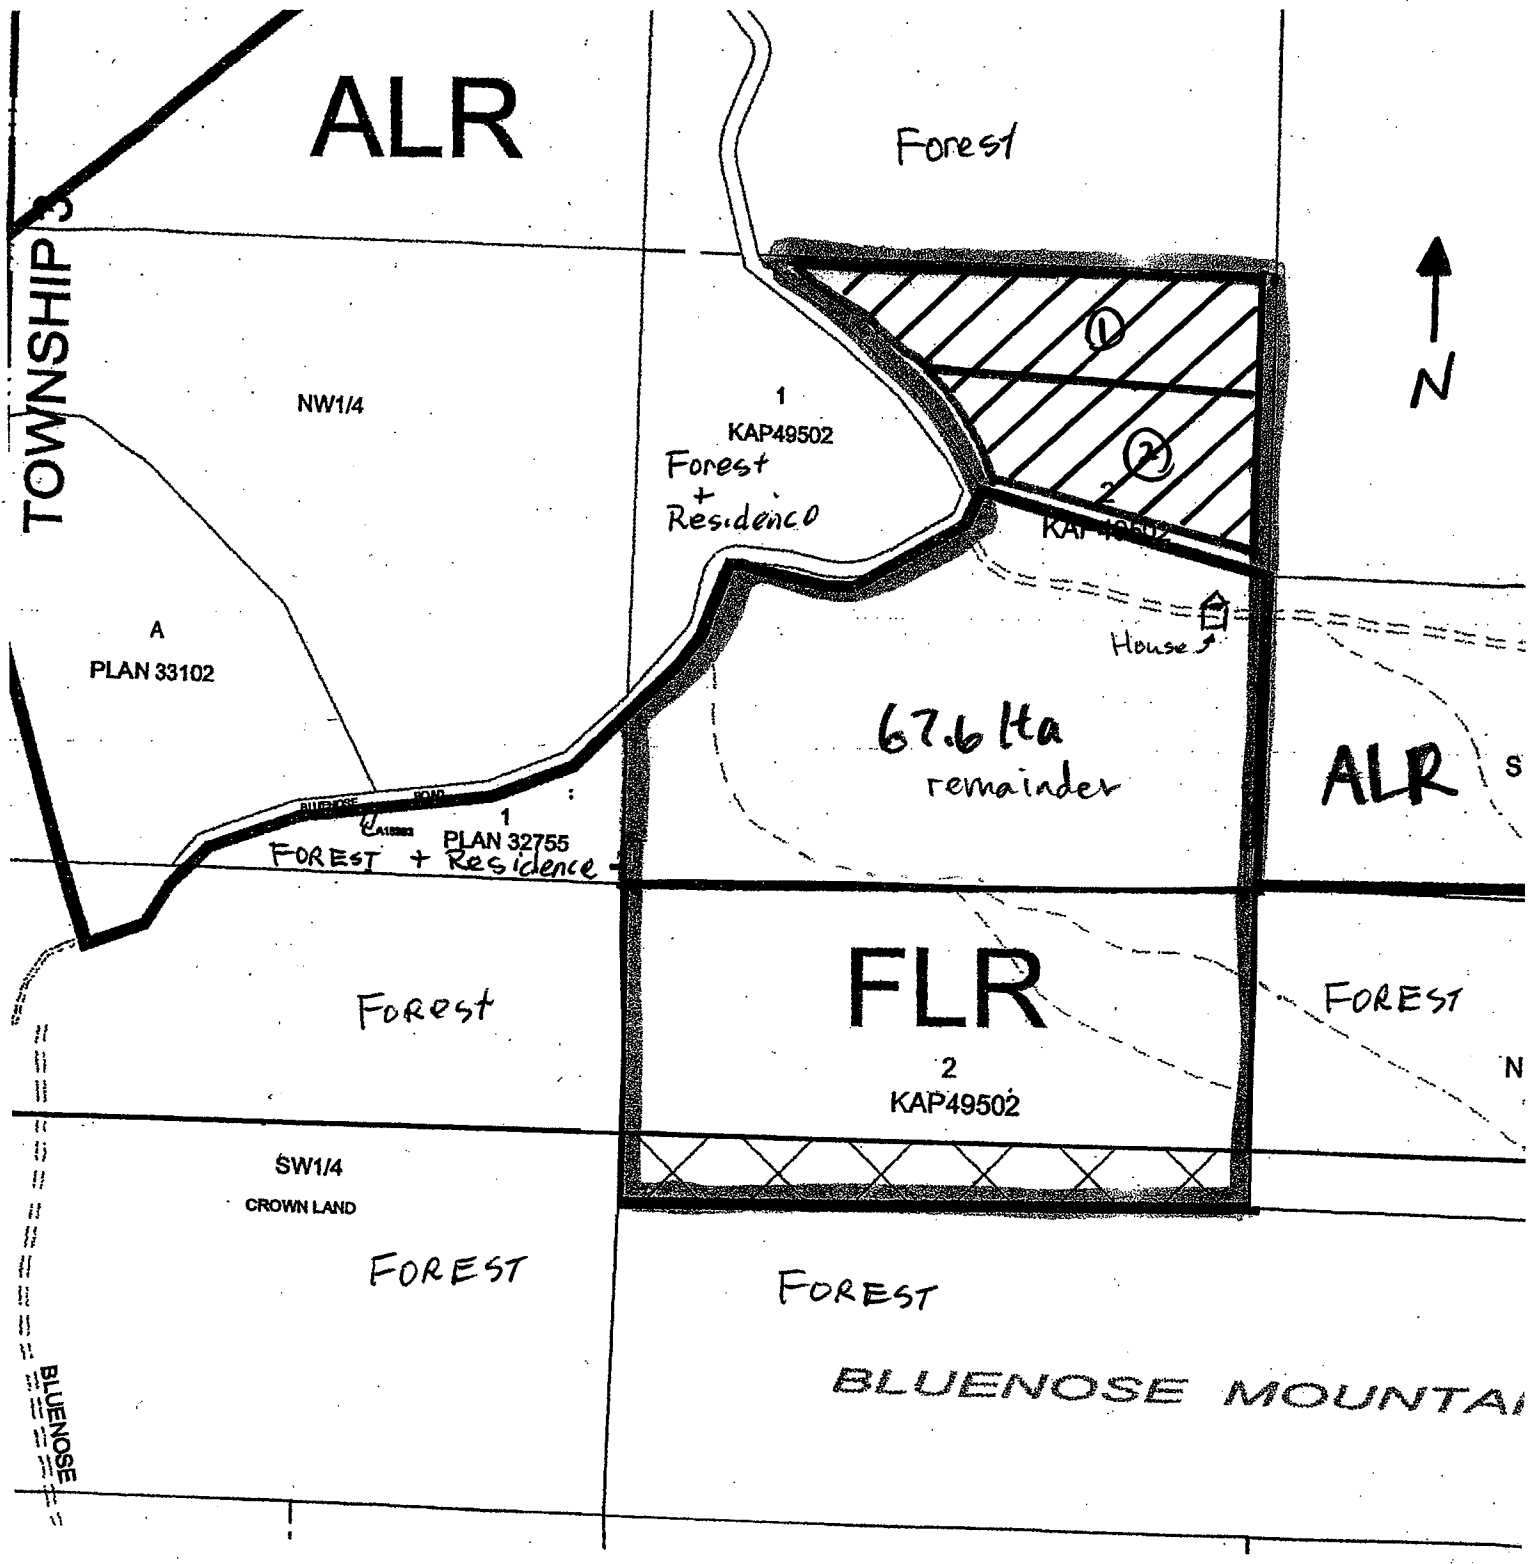 ALR
Forest
TOWNSHIP 3
1
N
NW1/4
1
KAP49502
Forest
+
Residence
2
2
KAP49502
A
PLAN 33102
House
67.6 Ha
remainder
ALR
S
BLUENOSE ROAD
1
PLAN 32755
FOREST + Residence
FLR
2
KAP49502
Forest
FOREST
N
SW1/4
CROWN LAND
FOREST
FOREST
BLUENOSE
BLUENOSE MOUNTAI